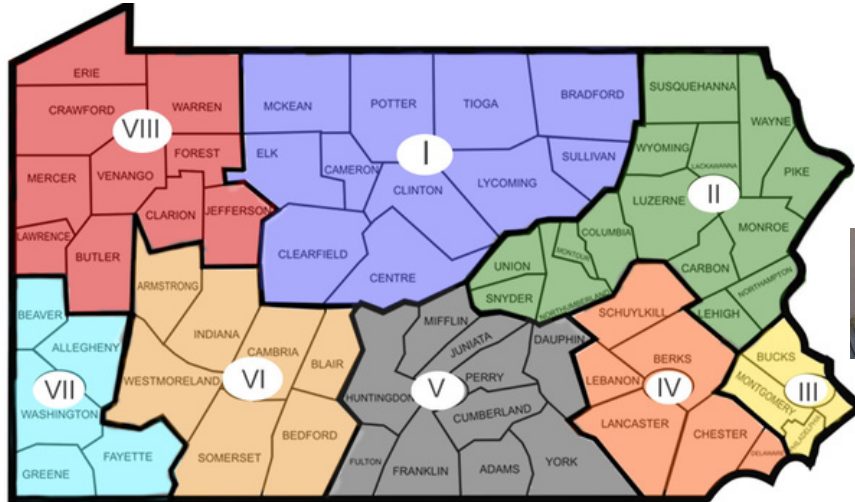 ERIE
CRAWFORD
WARREN
VIII
FOREST
MERCER
VENANGO
CLARION
JEFFERSON
LAWRENCE
BUTLER
MCKEAN
POTTER
TIOGA
BRADFORD
ELK
CAMERON
I
SULLIVAN
CLINTON
LYCOMING
CLEARFIELD
CENTRE
SUSQUEHANNA
WAYNE
WYOMING
LACKAWANNA
PIKE
LUZERNE
II
COLUMBIA
MONROE
MONTOUR
UNION
CARBON
SNYDER
NORTHUMBERLAND
NORTHAMPTON
LEHIGH
BEAVER
ALLEGHENY
VII
WASHINGTON
GREENE
FAYETTE
ARMSTRONG
INDIANA
CAMBRIA
BLAIR
WESTMORELAND
VI
SOMERSET
BEDFORD
MIFFLIN
JUNIATA
DAUPHIN
PERRY
HUNTINGDON
V
CUMBERLAND
FULTON
FRANKLIN
ADAMS
YORK
SCHUYLKILL
BERKS
LEBANON
IV
LANCASTER
CHESTER
DELAWARE
BUCKS
MONTGOMERY
III
PHILADELPHIA